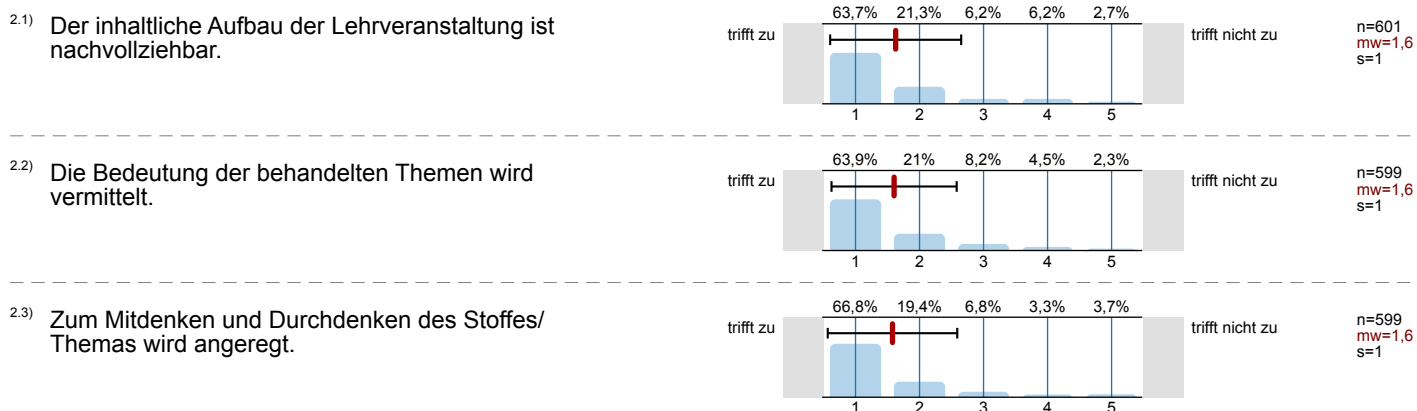 2.1) Der inhaltliche Aufbau der Lehrveranstaltung ist
nachvollziehbar.
63,7% 21,3% 6,2% 6,2% 2,7%
trifft zu
trifft nicht zu
1 2 3 4 5
n=601
mw=1,6
s=1
2.2) Die Bedeutung der behandelten Themen wird
vermittelt.
63,9% 21% 8,2% 4,5% 2,3%
trifft zu
trifft nicht zu
1 2 3 4 5
n=599
mw=1,6
s=1
2.3) Zum Mitdenken und Durchdenken des Stoffes/
Themas wird angeregt.
66,8% 19,4% 6,8% 3,3% 3,7%
trifft zu
trifft nicht zu
1 2 3 4 5
n=599
mw=1,6
s=1